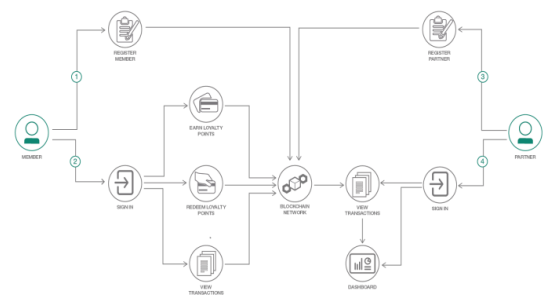 REGISTER
MEMBER
REGISTER
PARTNER
1
3
EARN LOYALTY
POINTS
MEMBER
PARTNER
2
4
SIGN IN
REDEEM LOYALTY
POINTS
BLOCKCHAIN
NETWORK
VIEW
TRANSACTIONS
SIGN IN
VIEW
TRANSACTIONS
DASHBOARD